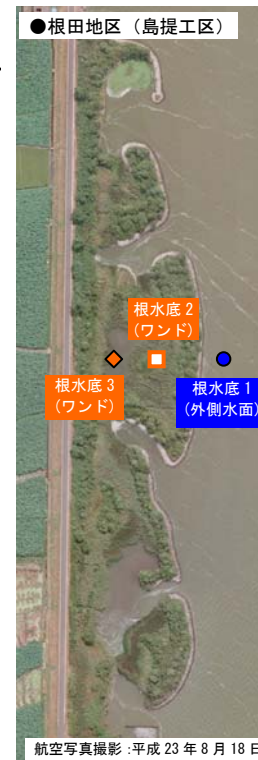 ●根田地区（島提工区）
根水底 2
（ワンド）
根水底 3
（ワンド）
根水底 1
（外側水面）
航空写真撮影：平成 23 年 8 月 18 日